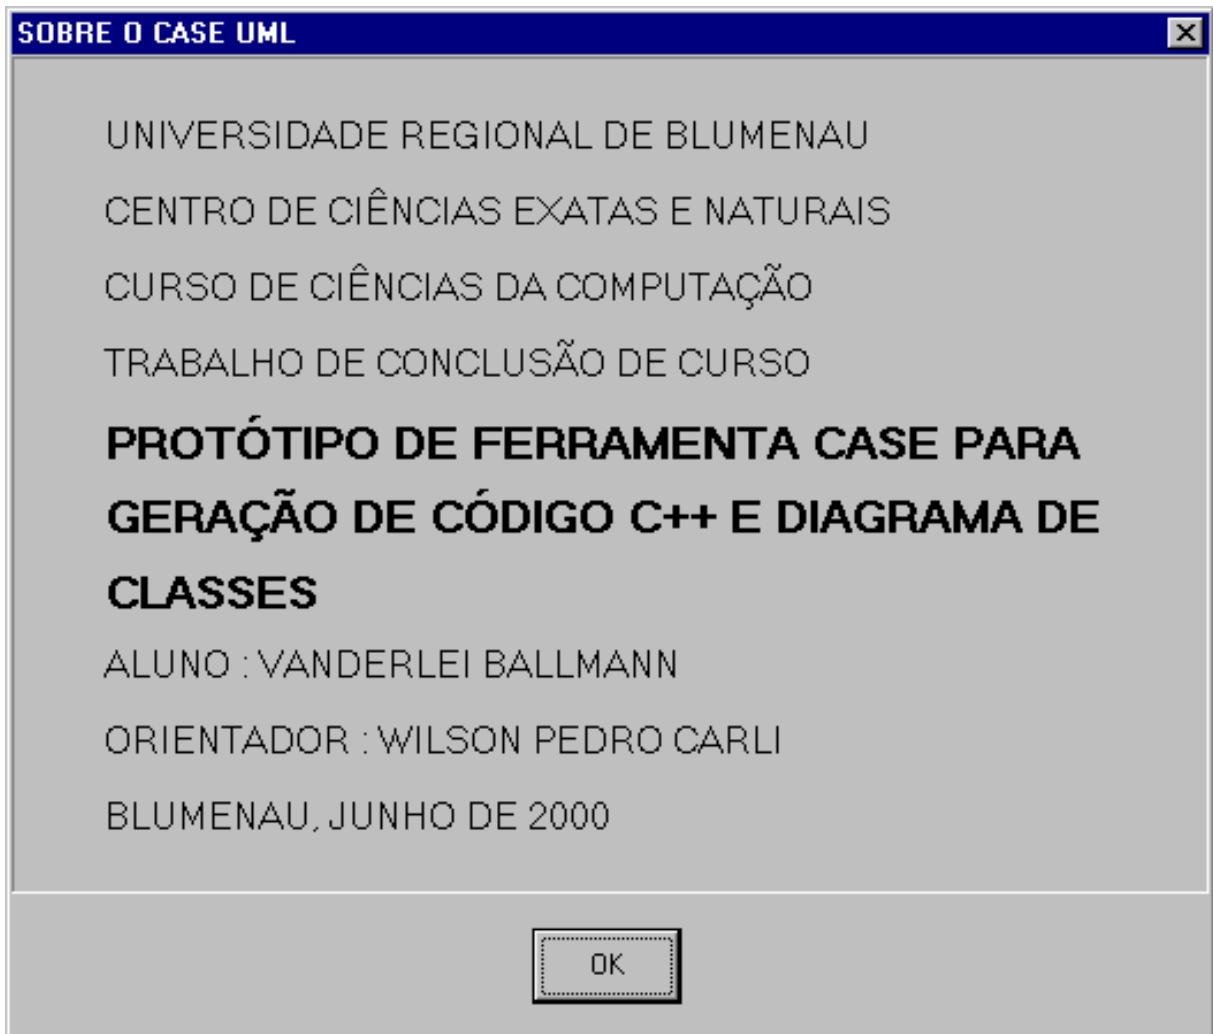 SOBRE O CASE UML
UNIVERSIDADE REGIONAL DE BLUMENAU
CENTRO DE CIÊNCIAS EXATAS E NATURAIS
CURSO DE CIÊNCIAS DA COMPUTAÇÃO
TRABALHO DE CONCLUSÃO DE CURSO
PROTÓTIPO DE FERRAMENTA CASE PARA
GERAÇÃO DE CÓDIGO C++ E DIAGRAMA DE
CLASSES
ALUNO : VANDERLEI BALLMANN
ORIENTADOR : WILSON PEDRO CARLI
BLUMENAU, JUNHO DE 2000
OK